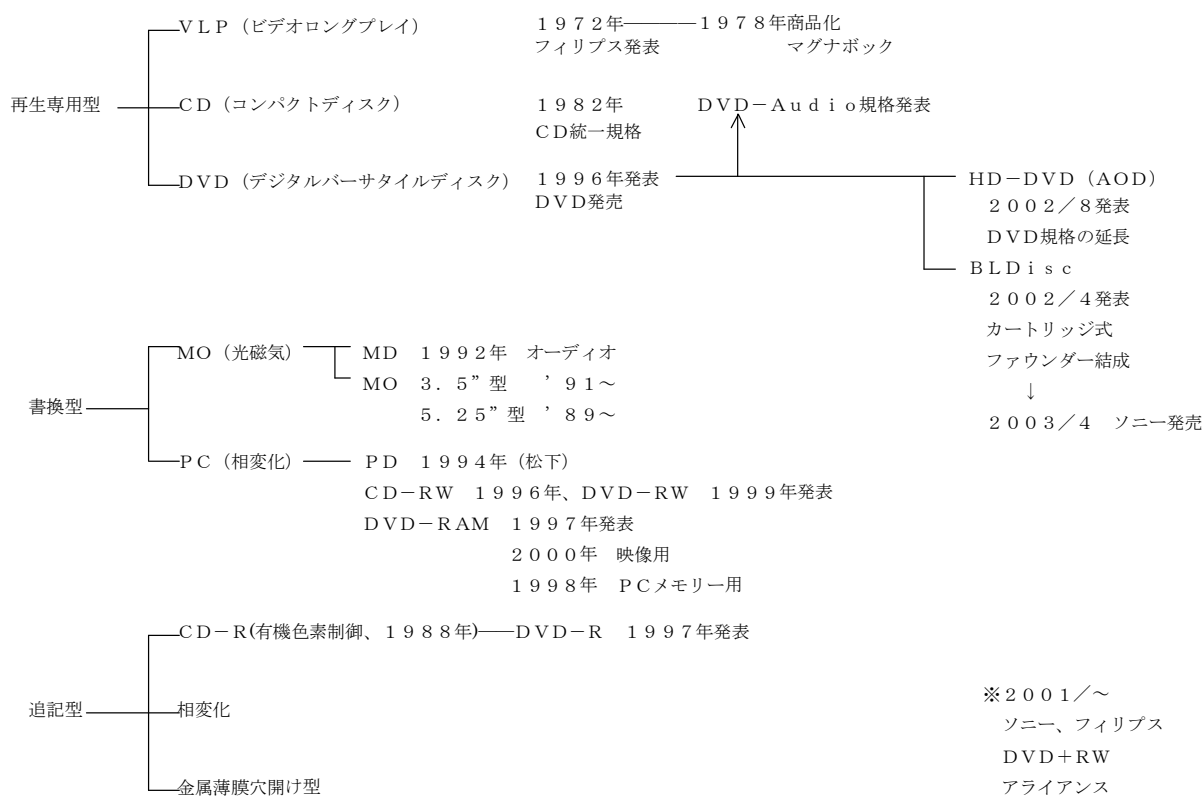 VLP（ビデオロングプレイ） 1972年――――1978年商品化
フィリプス発表 マグナボック
再生専用型 CD（コンパクトディスク） 1982年 DVD－Audio規格発表
CD統一規格
DVD（デジタルバーサタイルディスク） 1996年発表 HD－DVD（AOD）
DVD発売 2002／8発表
DVD規格の延長
BLDisc
2002／4発表
カートリッジ式
ファウンダー結成
↓
2003／4 ソニー発売
MO（光磁気） MD 1992年 オーディオ
MO 3．5”型 ’91～
書換型 5．25”型 ’89～
PC（相変化） PD 1994年（松下）
CD－RW 1996年、DVD－RW 1999年発表
DVD－RAM 1997年発表
2000年 映像用
1998年 PCメモリー用
CD－R(有機色素制御、1988年)――DVD－R 1997年発表
追記型 相変化
金属薄膜穴開け型
※2001／～
ソニー、フィリプス
DVD＋RW
アライアンス